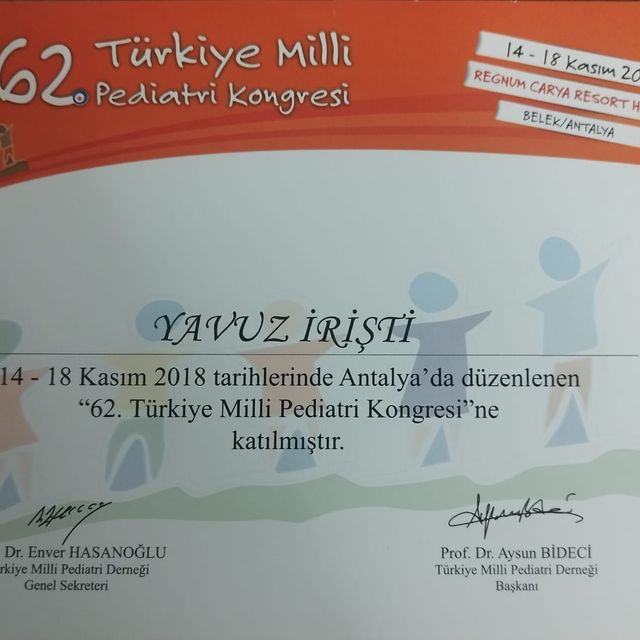 62. Türkiye Milli
Pediatri Kongresi
14 - 18 Kasım 20
REGNUM CARYA RESORT H
BELEK/ANTALYA
YAVUZ İRİŞTİ
14 - 18 Kasım 2018 tarihlerinde Antalya’da düzenlenen
“62. Türkiye Milli Pediatri Kongresi”ne
katılmıştır.
Dr. Enver HASANOĞLU
rkiye Milli Pediatri Derneği
Genel Sekreteri
Prof. Dr. Aysun BİDECİ
Türkiye Milli Pediatri Derneği
Başkanı